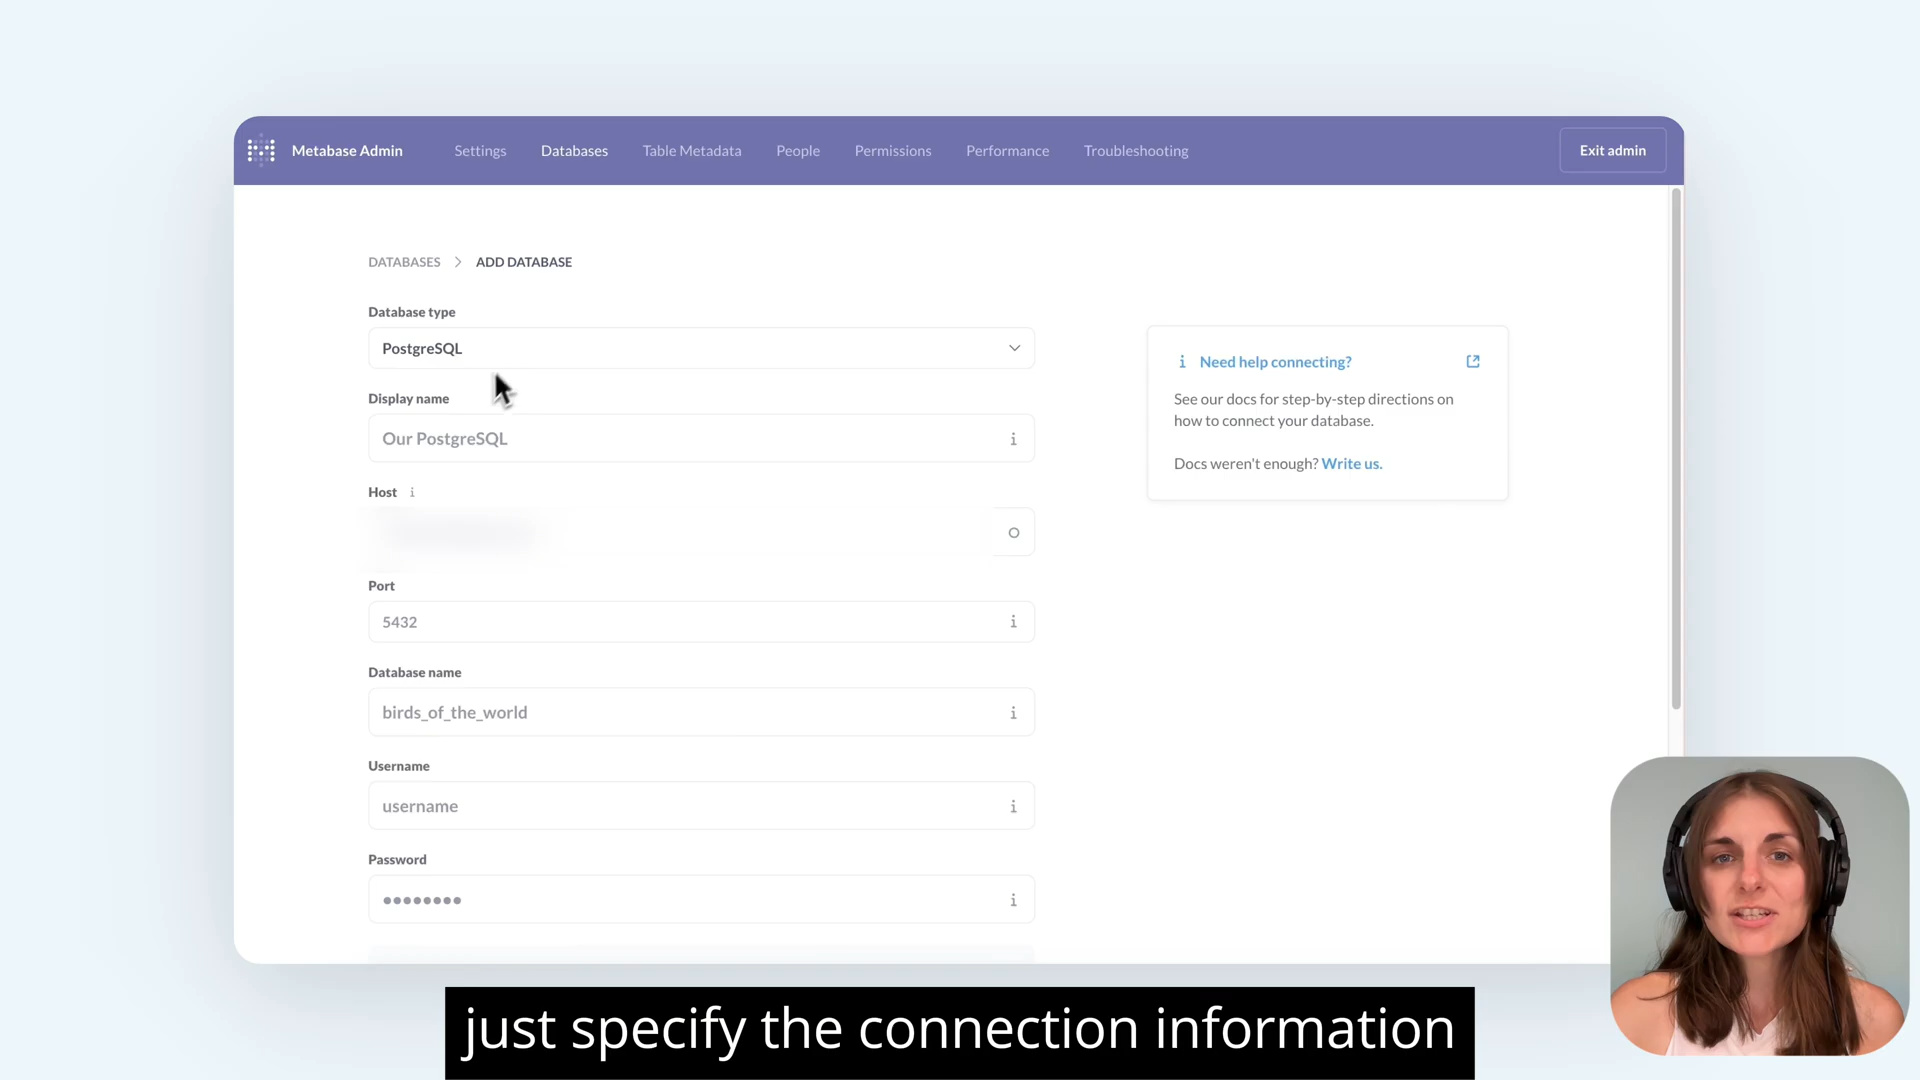 Metabase Admin
Settings
Databases
Table Metadata
People
Permissions
Performance
Troubleshooting
Exit admin
DATABASES > ADD DATABASE
Database type
PostgreSQL
Display name
Our PostgreSQL
Host
Port
5432
Database name
birds_of_the_world
Username
username
Password
••••••••
Need help connecting?
See our docs for step-by-step directions on
how to connect your database.
Docs weren't enough? Write us.
just specify the connection information